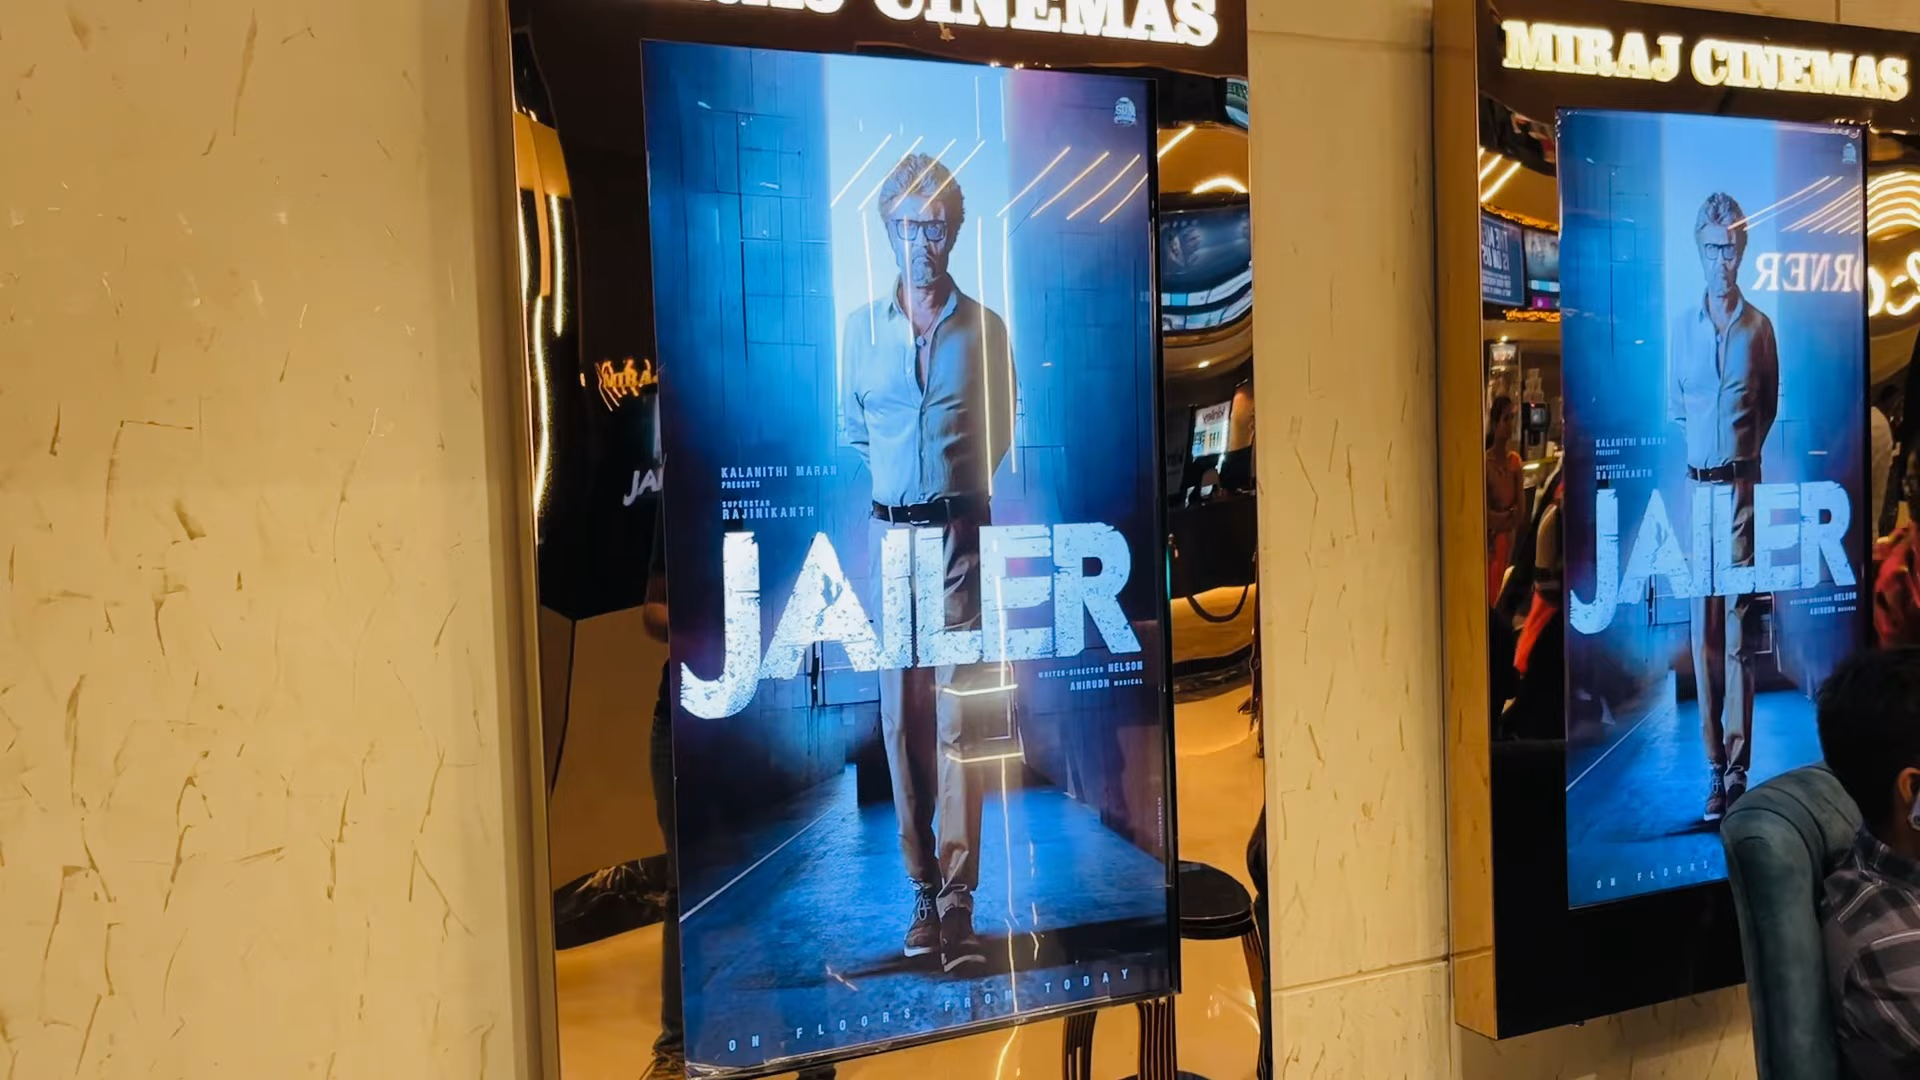 CINEMAS
KALANITHI MARAN
PRESENTS
SUPERSTAR
RAJINIKANTH
JAILER
WRITER-DIRECTOR NELSON
ANIRUDH MUSICAL
ON FLOORS FROM TODAY
SUN
MIRAJ CINEMAS
KALANITHI MARAN
PRESENTS
SUPERSTAR
RAJINIKANTH
JAILER
WRITER-DIRECTOR NELSON
ANIRUDH MUSICAL
ON FLOORS